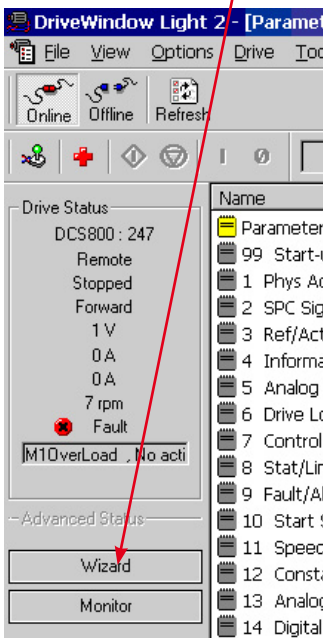 DriveWindow Light 2 - [Paramet
File View Options Drive Too
Online Offline Refresh
Drive Status
DCS800 : 247
Remote
Stopped
Forward
1 V
0 A
0 A
7 rpm
Fault
M1OverLoad , No acti
Advanced Status
Wizard
Monitor
Name
Parameter
99 Start-u
1 Phys Ac
2 SPC Sig
3 Ref/Act
4 Informa
5 Analog
6 Drive Lo
7 Control
8 Stat/Lim
9 Fault/Al
10 Start S
11 Speed
12 Consta
13 Analog
14 Digital